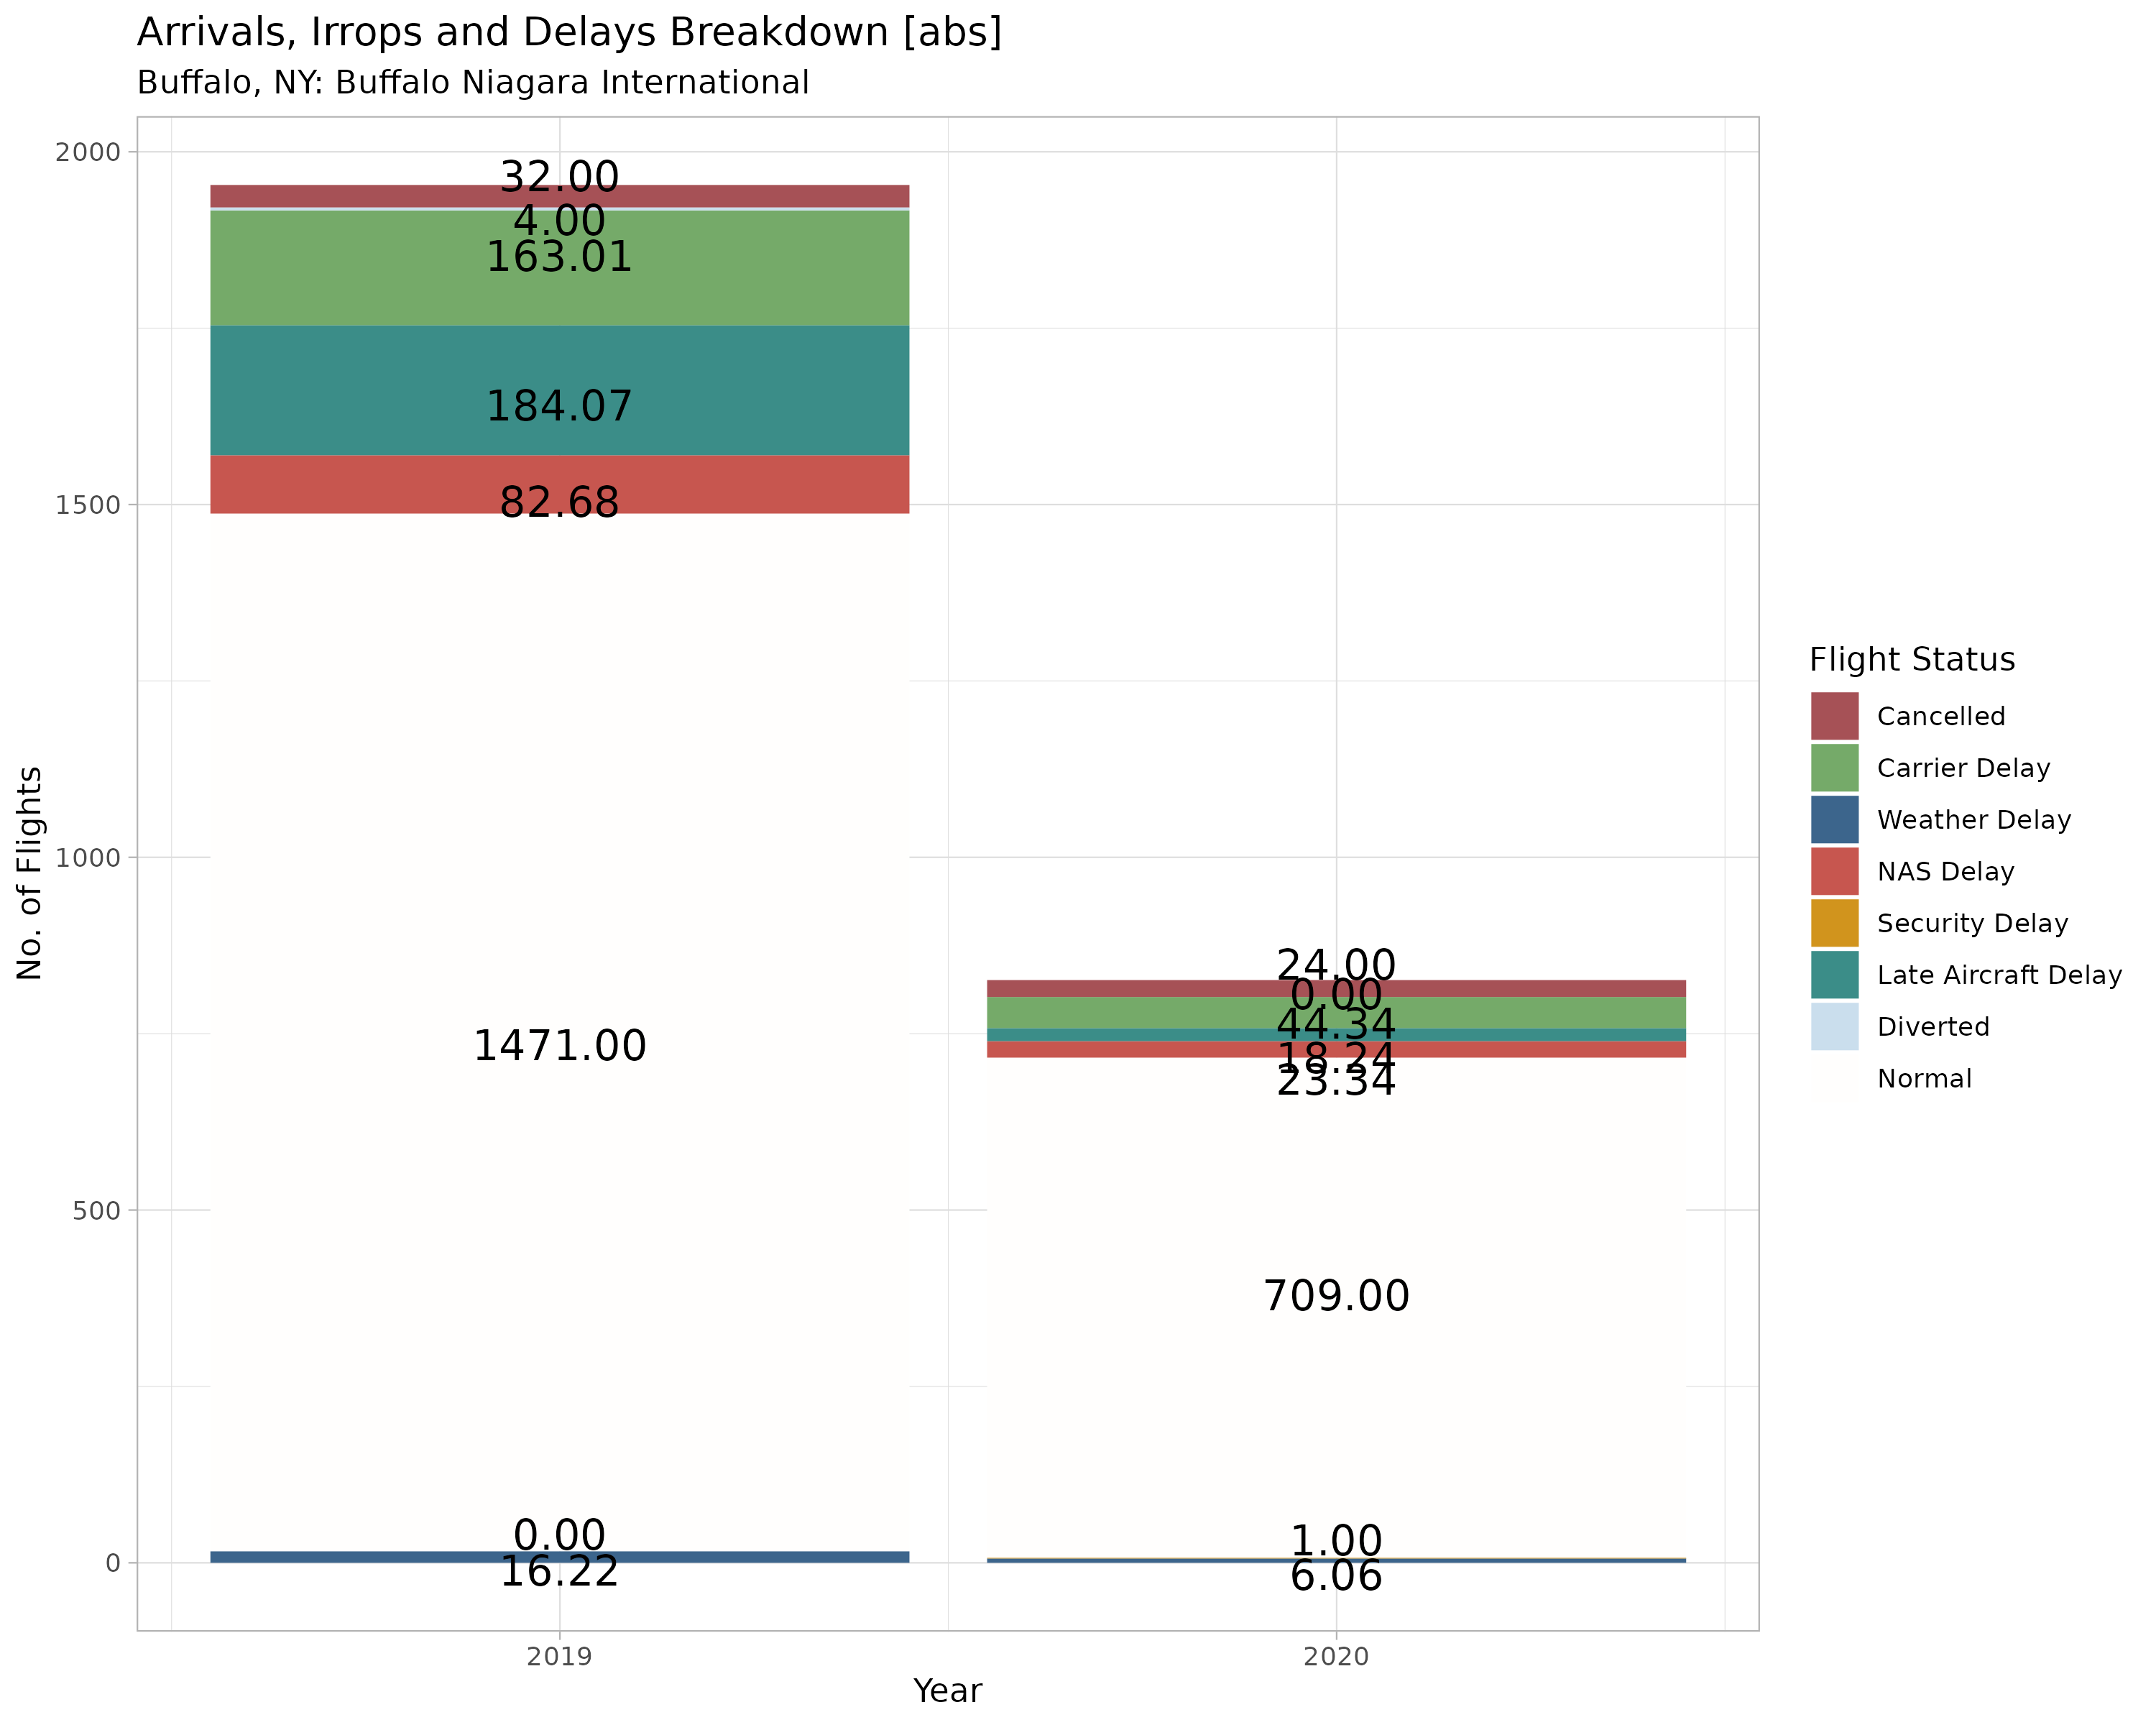 Arrivals, Irrops and Delays Breakdown [abs]
Buffalo, NY: Buffalo Niagara International
No. of Flights
2000
1500
1000
500
0
32.00
4.00
163.01
184.07
82.68
1471.00
0.00
16.22
24.00
0.00
44.34
18.24
23.34
709.00
1.00
6.06
2019
2020
Year
Flight Status
Cancelled
Carrier Delay
Weather Delay
NAS Delay
Security Delay
Late Aircraft Delay
Diverted
Normal